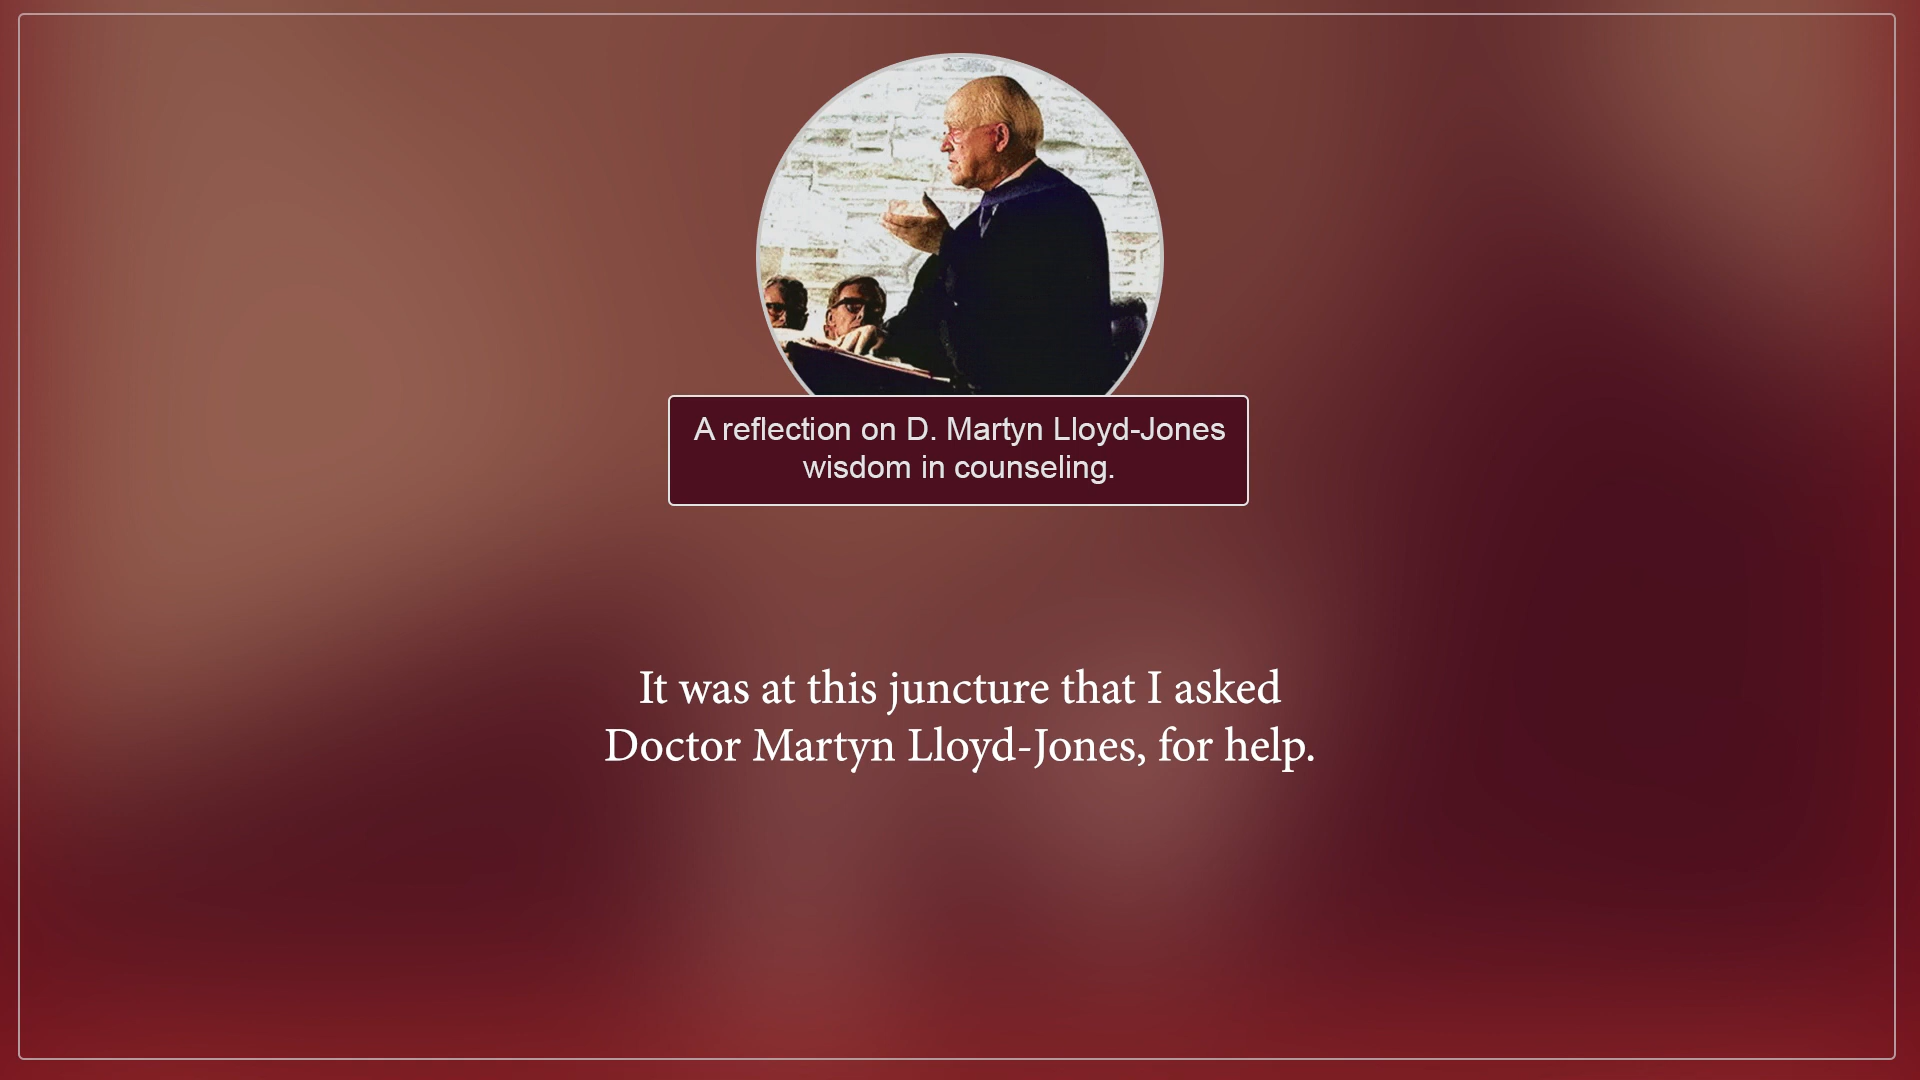 A reflection on D. Martyn Lloyd-Jones
wisdom in counseling.
It was at this juncture that I asked
Doctor Martyn Lloyd-Jones, for help.